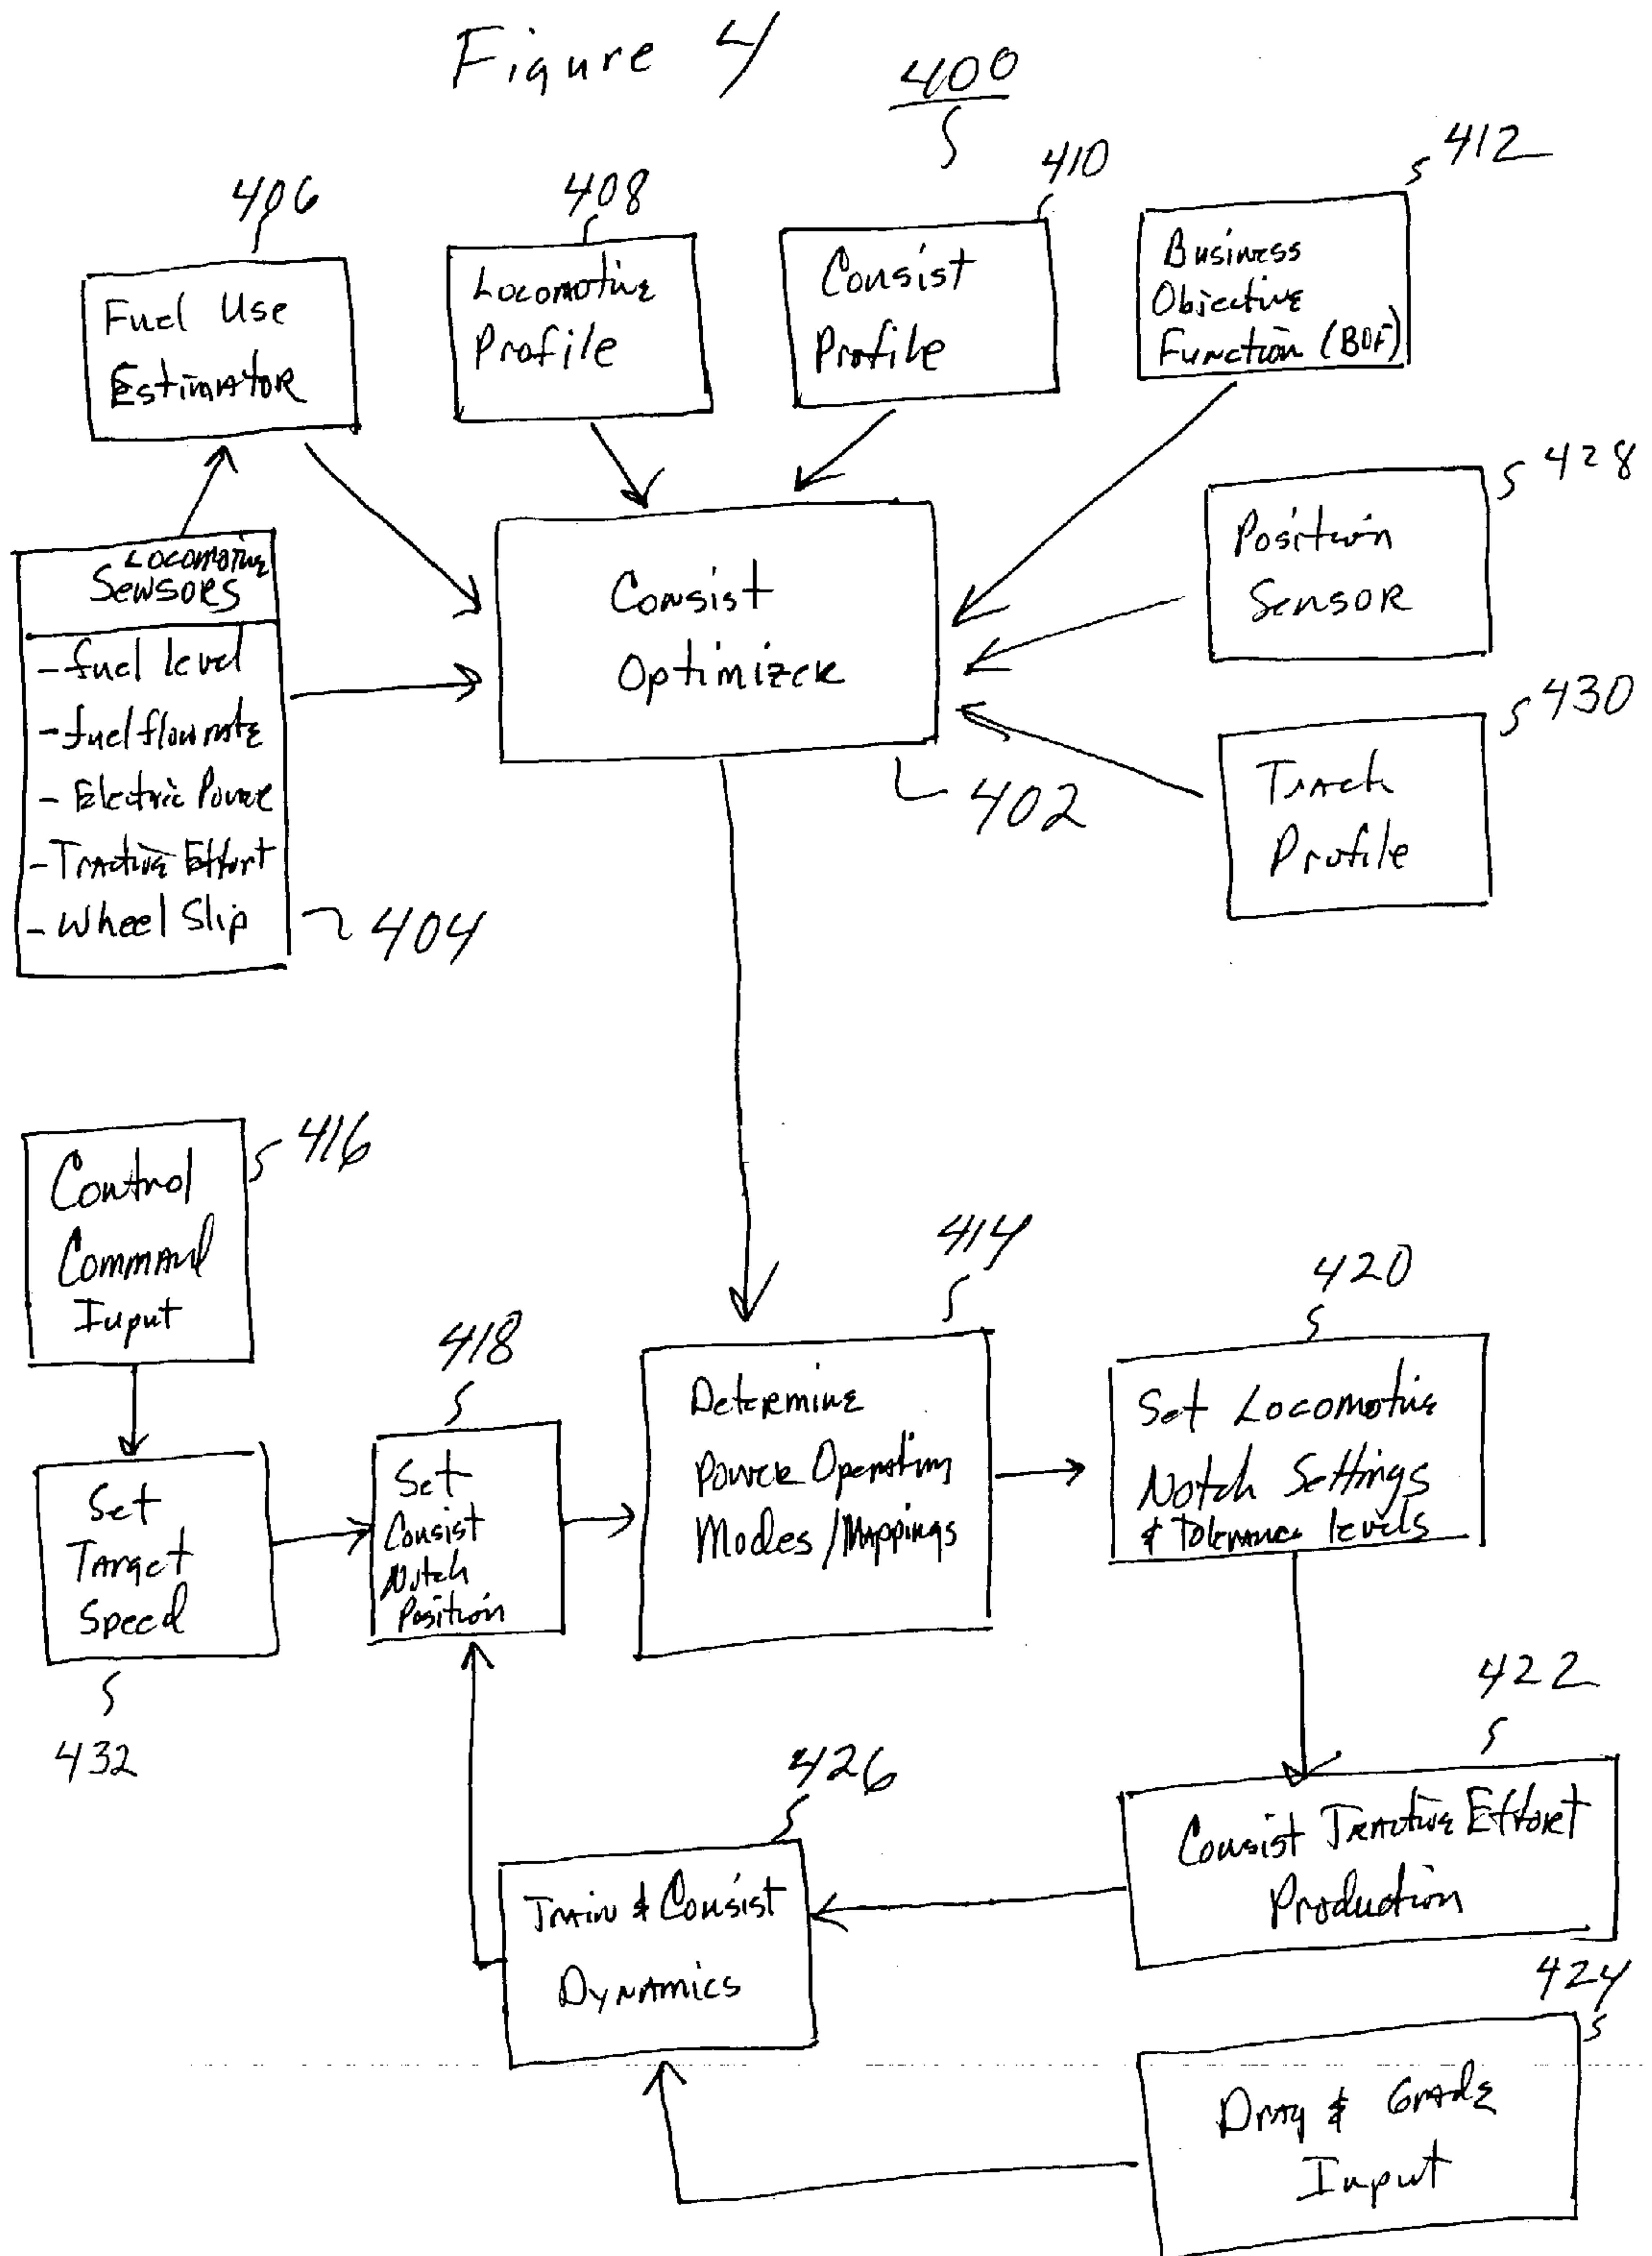 Figure 4
400
406
408
410
412
Fuel Use
Estimator
Locomotive
Profile
Consist
Profile
Business
Objective
Function (BOF)
428
Position
Sensor
Locomotive
Sensors
- fuel level
- fuel flow rate
- Electric Power
- Tractive Effort
- Wheel Slip
404
Consist
Optimizer
402
430
Track
Profile
416
Control
Command
Input
414
420
418
Set
Target
Speed
432
Set
Consist
Notch
Position
Determine
Power Operating
Modes/Mappings
Set Locomotive
Notch Settings
& Tolerance levels
422
426
Consist Tractive Effort
Production
Train & Consist
Dynamics
424
Drag & Grade
Input